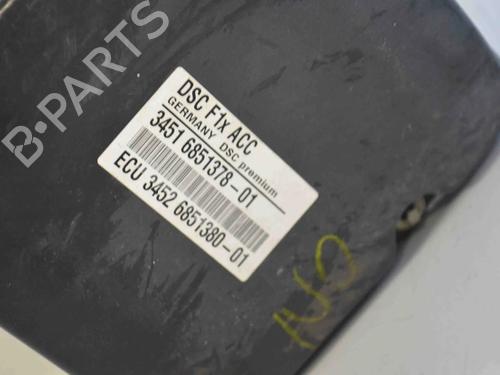 B-PARTS
DSC F1x ACC
GERMANY DSC premium
3451 6851378-01
ECU 3452 6851380-01